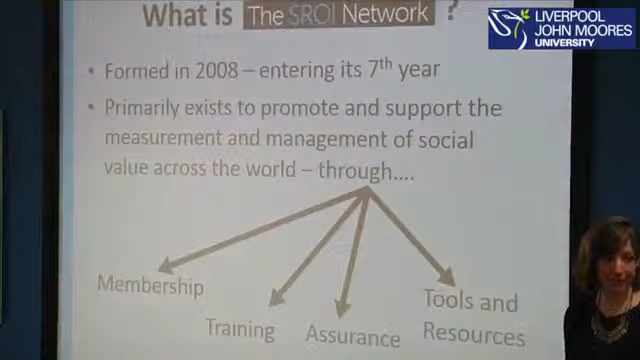 What is The SROI Network ?
LIVERPOOL
JOHN MOORES
UNIVERSITY
• Formed in 2008 – entering its 7th year
• Primarily exists to promote and support the
measurement and management of social
value across the world – through....
Membership
Training
Assurance
Tools and
Resources